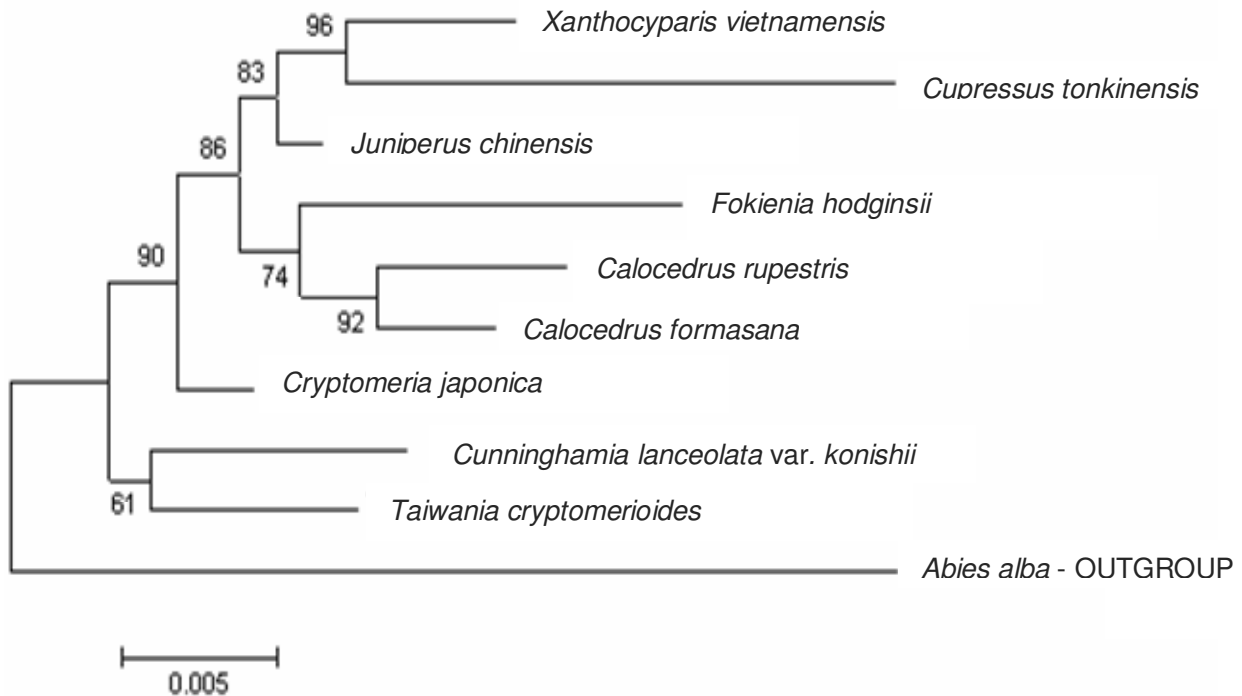 96
Xanthocyparis vietnamensis
83
Cupressus tonkinensis
Juniperus chinensis
86
Fokienia hodginsii
90
Calocedrus rupestris
74
92
Calocedrus formasana
Cryptomeria japonica
Cunninghamia lanceolata var. konishii
61
Taiwania cryptomerioides
Abies alba - OUTGROUP
0.005